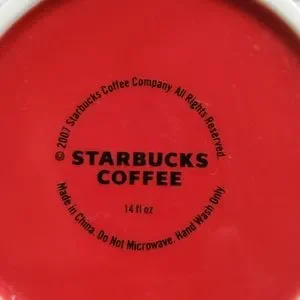 © 2007 Starbucks Coffee Company. All Rights Reserved.
STARBUCKS
COFFEE
14 fl oz
Made in China. Do Not Microwave. Hand Wash Only.